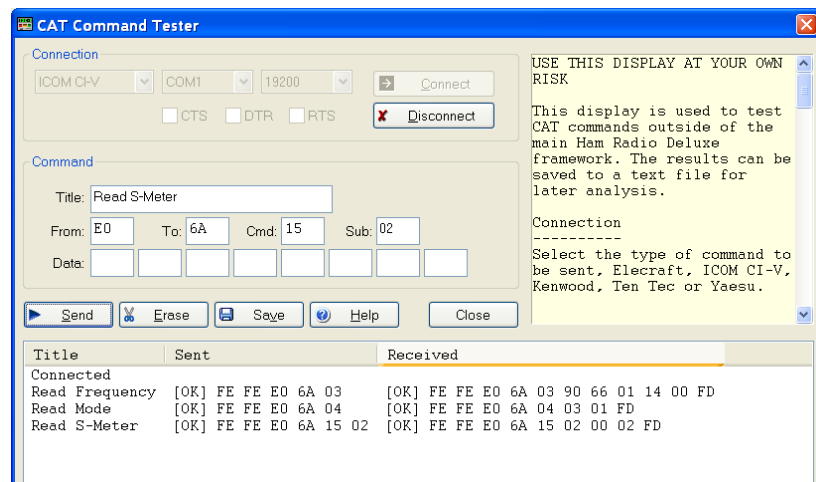 CAT Command Tester
Connection
ICOM CI-V COM1 19200 Connect
CTS DTR RTS Disconnect
Command
Title: Read S-Meter
From: E0 To: 6A Cmd: 15 Sub: 02
Data:
Send Erase Save Help Close
USE THIS DISPLAY AT YOUR OWN
RISK
This display is used to test
CAT commands outside of the
main Ham Radio Deluxe
framework. The results can be
saved to a text file for
later analysis.
Connection
----------
Select the type of command to
be sent, Elecraft, ICOM CI-V,
Kenwood, Ten Tec or Yaesu.
Title Sent Received
Connected
Read Frequency [OK] FE FE E0 6A 03 [OK] FE FE E0 6A 03 90 66 01 14 00 FD
Read Mode [OK] FE FE E0 6A 04 [OK] FE FE E0 6A 04 03 01 FD
Read S-Meter [OK] FE FE E0 6A 15 02 [OK] FE FE E0 6A 15 02 00 02 FD